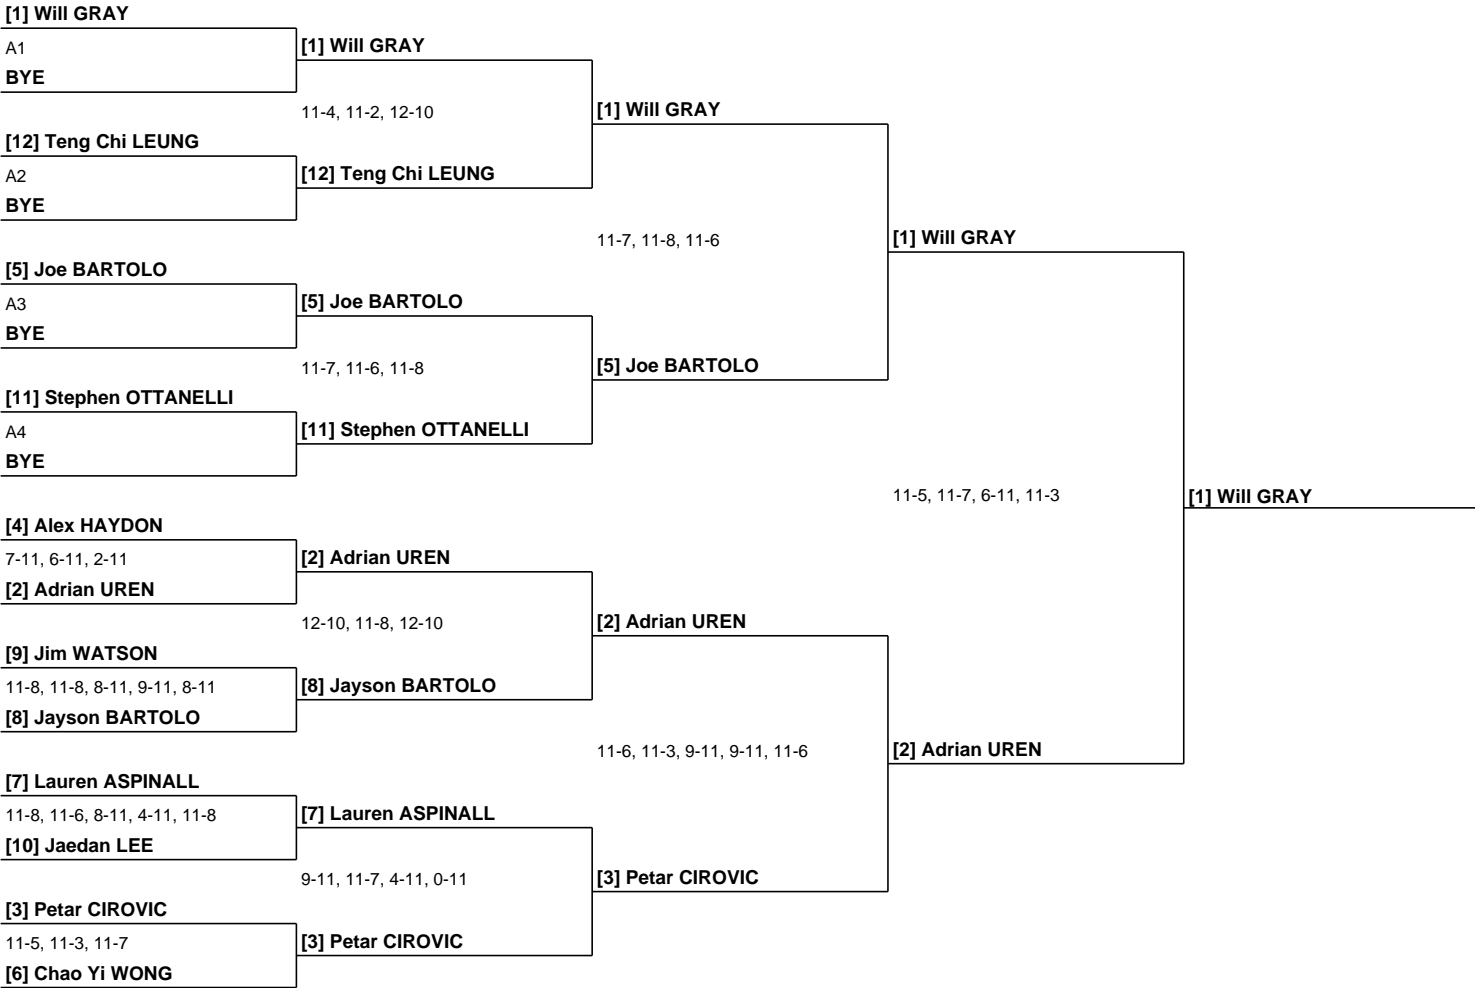 [1] Will GRAY
A1
BYE
[12] Teng Chi LEUNG
A2
BYE
[5] Joe BARTOLO
A3
BYE
[11] Stephen OTTANELLI
A4
BYE
[4] Alex HAYDON
7-11, 6-11, 2-11
[2] Adrian UREN
[9] Jim WATSON
11-8, 11-8, 8-11, 9-11, 8-11
[8] Jayson BARTOLO
[7] Lauren ASPINALL
11-8, 11-6, 8-11, 4-11, 11-8
[10] Jaedan LEE
[3] Petar CIROVIC
11-5, 11-3, 11-7
[6] Chao Yi WONG
[1] Will GRAY
11-4, 11-2, 12-10
[12] Teng Chi LEUNG
[5] Joe BARTOLO
11-7, 11-6, 11-8
[11] Stephen OTTANELLI
[2] Adrian UREN
12-10, 11-8, 12-10
[8] Jayson BARTOLO
[7] Lauren ASPINALL
9-11, 11-7, 4-11, 0-11
[3] Petar CIROVIC
[1] Will GRAY
11-7, 11-8, 11-6
[5] Joe BARTOLO
[2] Adrian UREN
11-6, 11-3, 9-11, 9-11, 11-6
[3] Petar CIROVIC
[1] Will GRAY
11-5, 11-7, 6-11, 11-3
[2] Adrian UREN
[1] Will GRAY